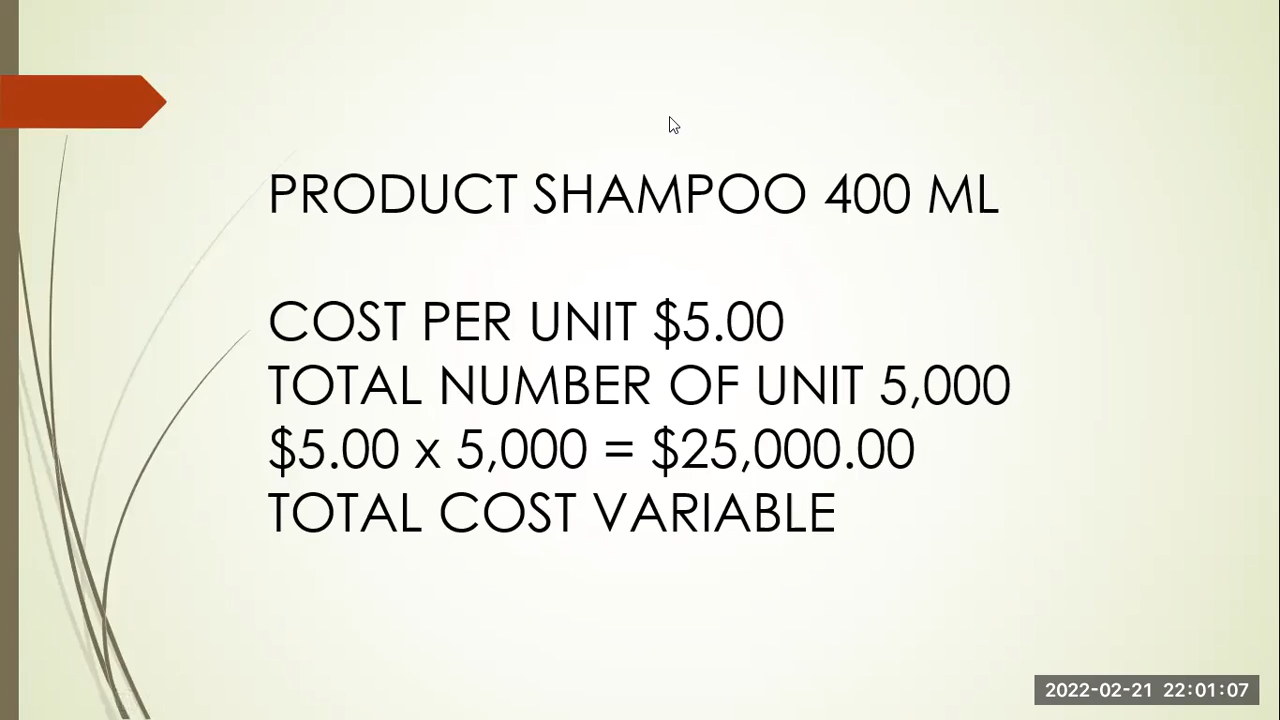 PRODUCT SHAMPOO 400 ML
COST PER UNIT $5.00
TOTAL NUMBER OF UNIT 5,000
$5.00 x 5,000 = $25,000.00
TOTAL COST VARIABLE
2022-02-21 22:01:07